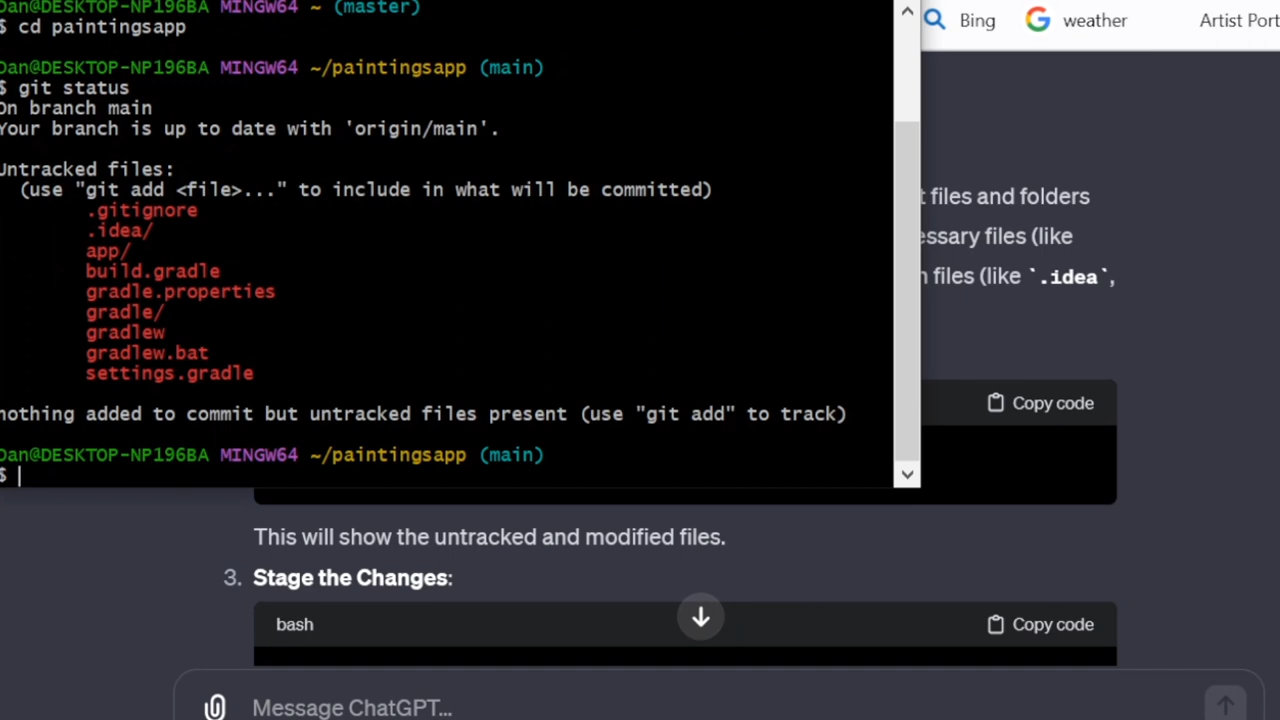 Dan@DESKTOP-NP196BA MINGW64 ~ (master)
$ cd paintingsapp
Dan@DESKTOP-NP196BA MINGW64 ~/paintingsapp (main)
$ git status
On branch main
Your branch is up to date with 'origin/main'.
Untracked files:
(use "git add <file>..." to include in what will be committed)
.gitignore
.idea/
app/
build.gradle
gradle.properties
gradle/
gradlew
gradlew.bat
settings.gradle
nothing added to commit but untracked files present (use "git add" to track)
Dan@DESKTOP-NP196BA MINGW64 ~/paintingsapp (main)
$
Bing
weather
Artist Port
t files and folders
essary files (like
n files (like `.idea`,
Copy code
This will show the untracked and modified files.
3. Stage the Changes:
bash
Copy code
Message ChatGPT...